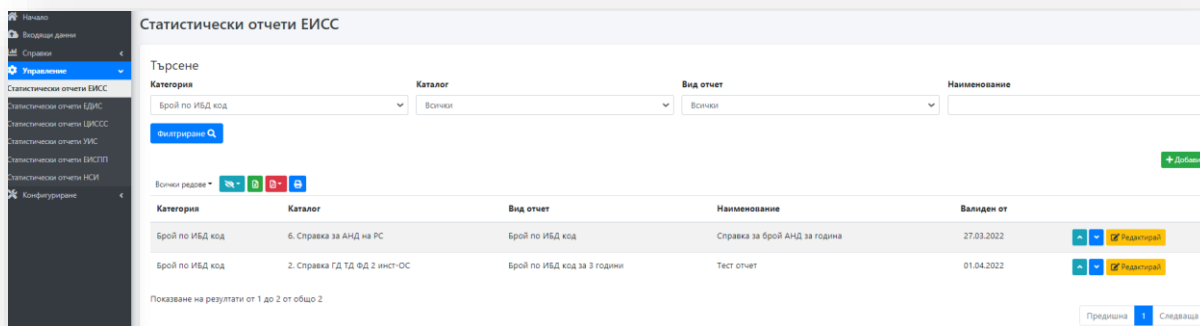 Начало
Входящи данни
Справки
Управление
Статистически отчети ЕИСС
Статистически отчети ЕДИС
Статистически отчети ЦИССС
Статистически отчети УИС
Статистически отчети ЕИСПП
Статистически отчети НСИ
Конфигуриране
Статистически отчети ЕИСС
Търсене
Категория Каталог Вид отчет Наименование
Брой по ИБД код Всички Всички
Филтриране
+ Добави
Всички редове
Категория Каталог Вид отчет Наименование Валиден от
Брой по ИБД код 6. Справка за АНД на РС Брой по ИБД код Справка за брой АНД за година 27.03.2022 Редактирай
Брой по ИБД код 2. Справка ГД ТД ФД 2 инст-ОС Брой по ИБД код за 3 години Тест отчет 01.04.2022 Редактирай
Показване на резултати от 1 до 2 от общо 2
Предишна 1 Следваща